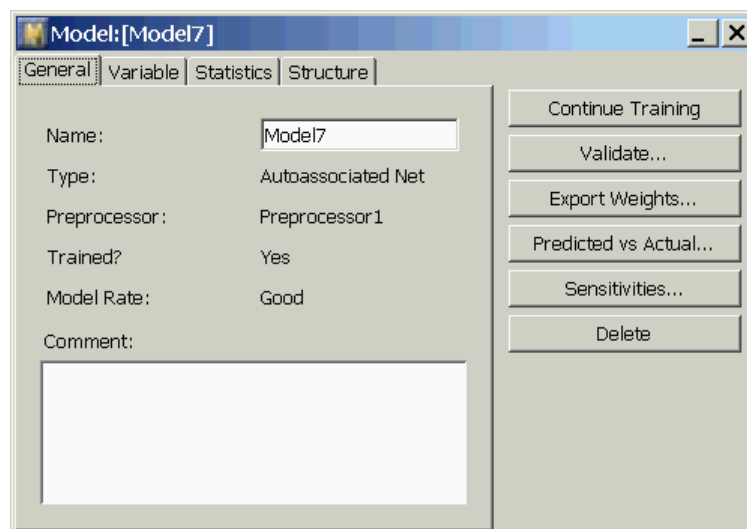 Model:[Model7]
General Variable Statistics Structure
Name: Model7
Type: Autoassociated Net
Preprocessor: Preprocessor1
Trained? Yes
Model Rate: Good
Comment:
Continue Training
Validate...
Export Weights...
Predicted vs Actual...
Sensitivities...
Delete